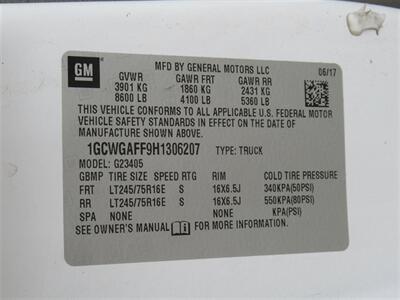 GM
MFD BY GENERAL MOTORS LLC 06/17
GVWR GAWR FRT GAWR RR
3901 KG 1860 KG 2431 KG
8600 LB 4100 LB 5360 LB
THIS VEHICLE CONFORMS TO ALL APPLICABLE U.S. FEDERAL MOTOR
VEHICLE SAFETY STANDARDS IN EFFECT ON THE DATE OF
MANUFACTURE SHOWN ABOVE.
1GCWGAFF9H1306207 TYPE: TRUCK
MODEL: G23405
GBMP TIRE SIZE SPEED RTG RIM COLD TIRE PRESSURE
FRT LT245/75R16E S 16X6.5J 340KPA(50PSI)
RR LT245/75R16E S 16X6.5J 550KPA(80PSI)
SPA NONE NONE KPA(PSI)
SEE OWNER'S MANUAL FOR MORE INFORMATION.